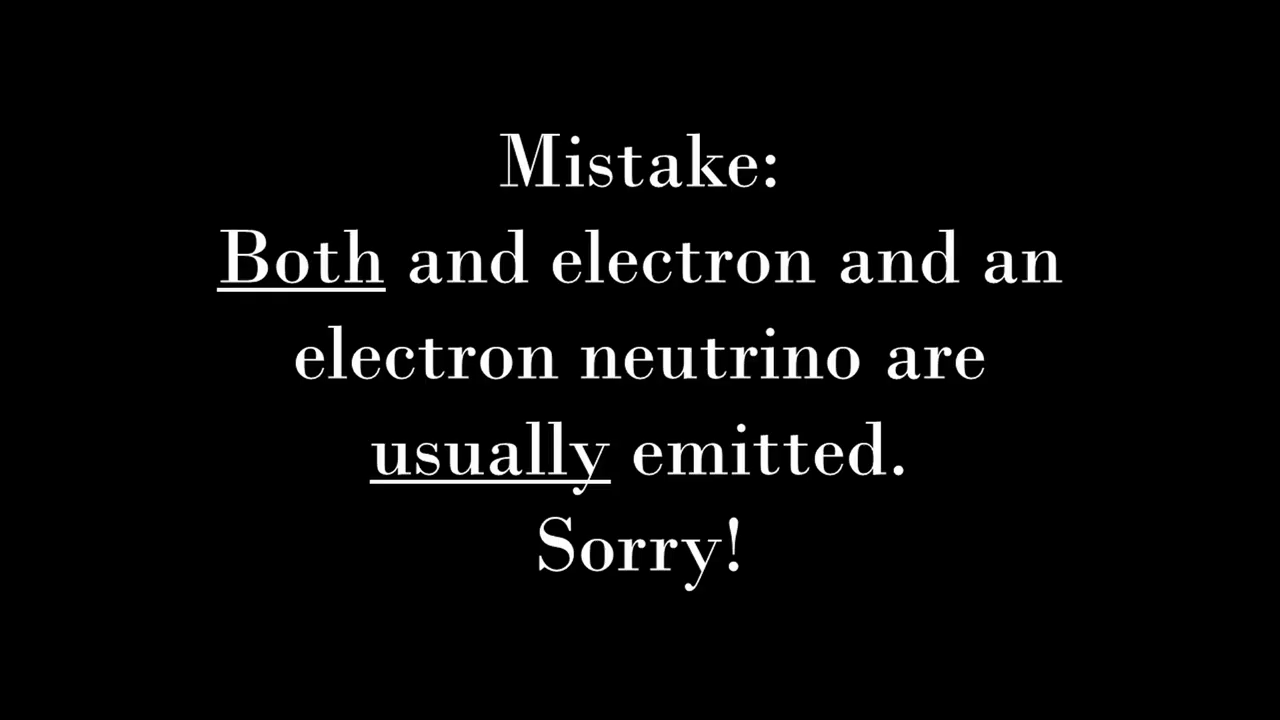 Mistake:
Both and electron and an
electron neutrino are
usually emitted.
Sorry!